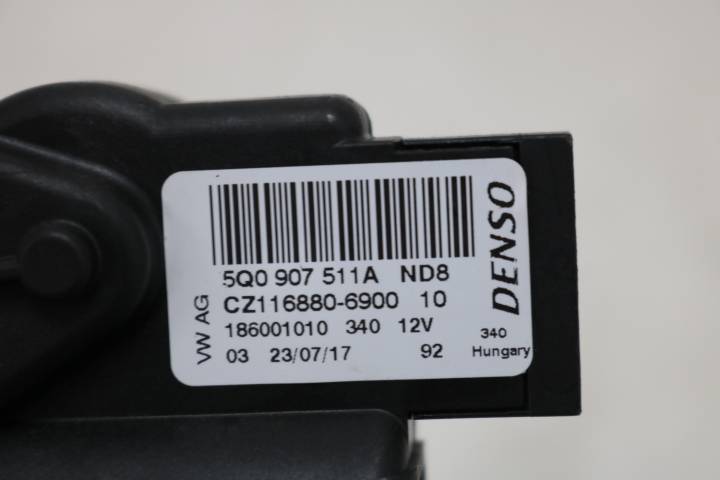 5Q0 907 511A ND8
CZ116880-6900 10
186001010 340 12V
03 23/07/17 92
VW AG
DENSO
340
Hungary